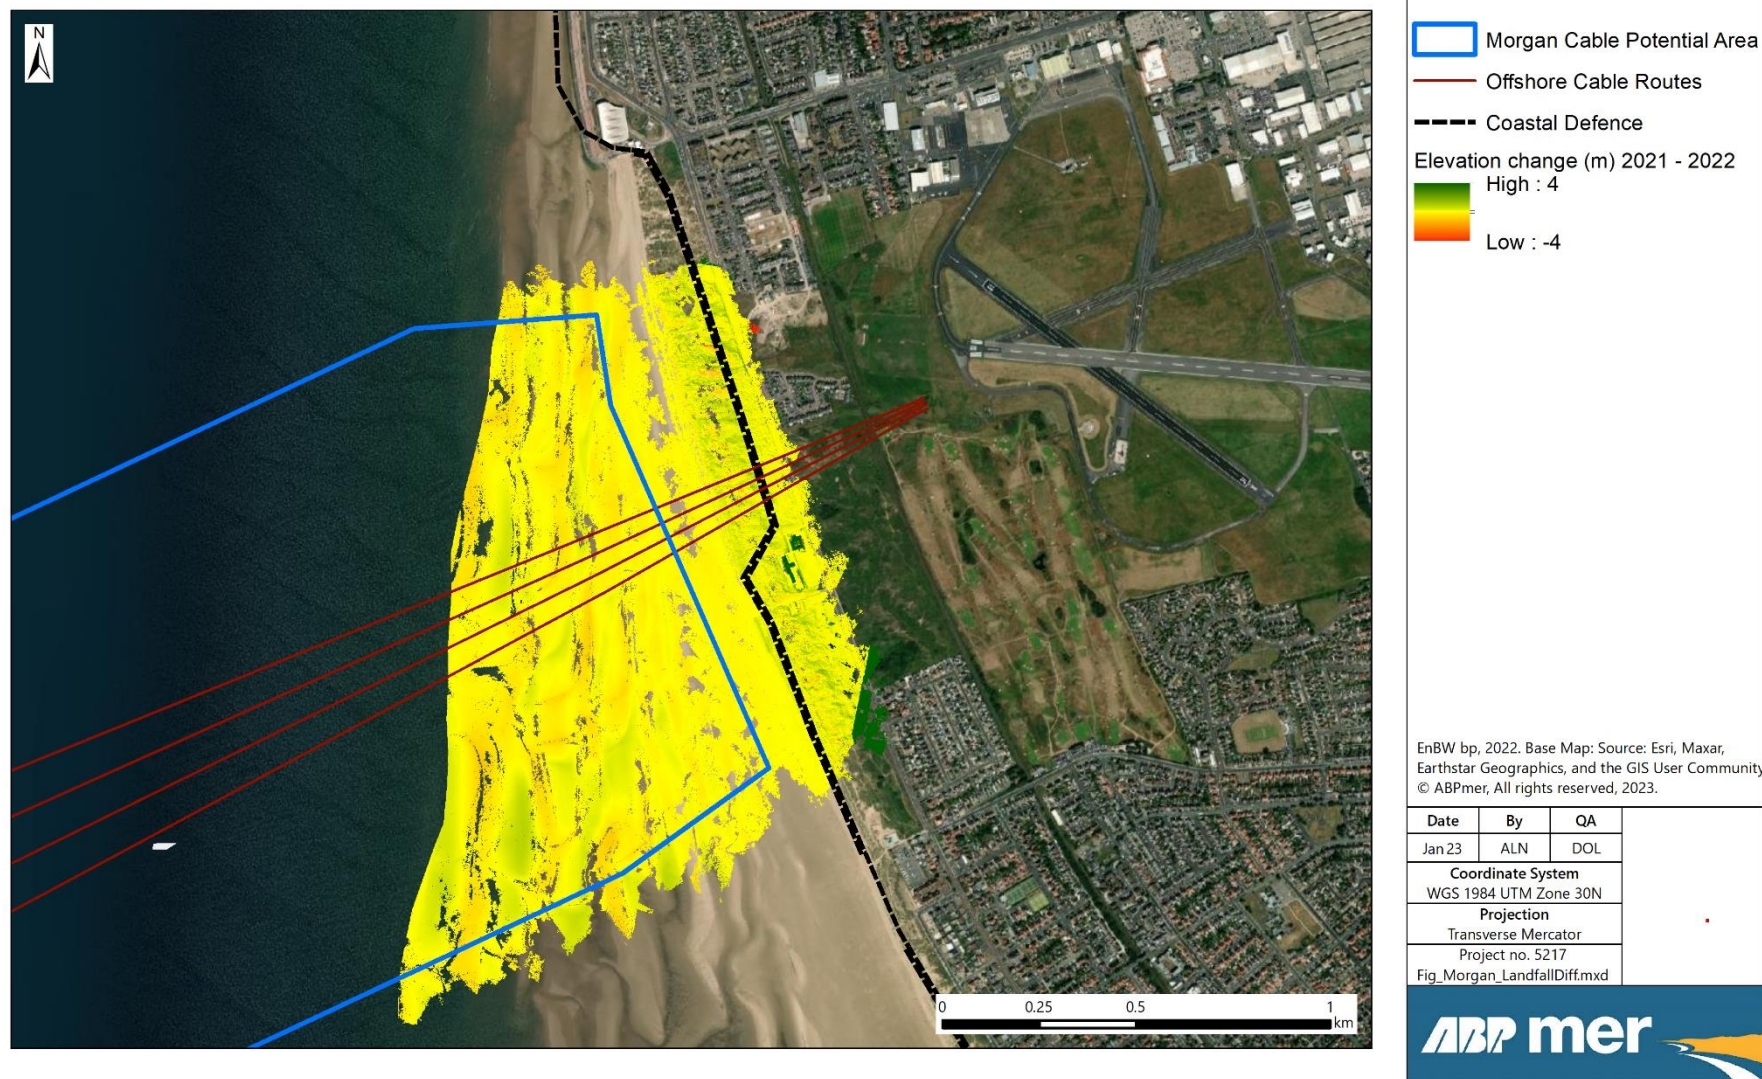 N
Morgan Cable Potential Area
Offshore Cable Routes
Coastal Defence
Elevation change (m) 2021 - 2022
High : 4
Low : -4
EnBW bp, 2022. Base Map: Source: Esri, Maxar,
Earthstar Geographics, and the GIS User Community
© ABPmer, All rights reserved, 2023.
Date By QA
Jan 23 ALN DOL
Coordinate System
WGS 1984 UTM Zone 30N
Projection
Transverse Mercator
Project no. 5217
Fig_Morgan_LandfallDiff.mxd
0 0.25 0.5 1
km
ABP mer